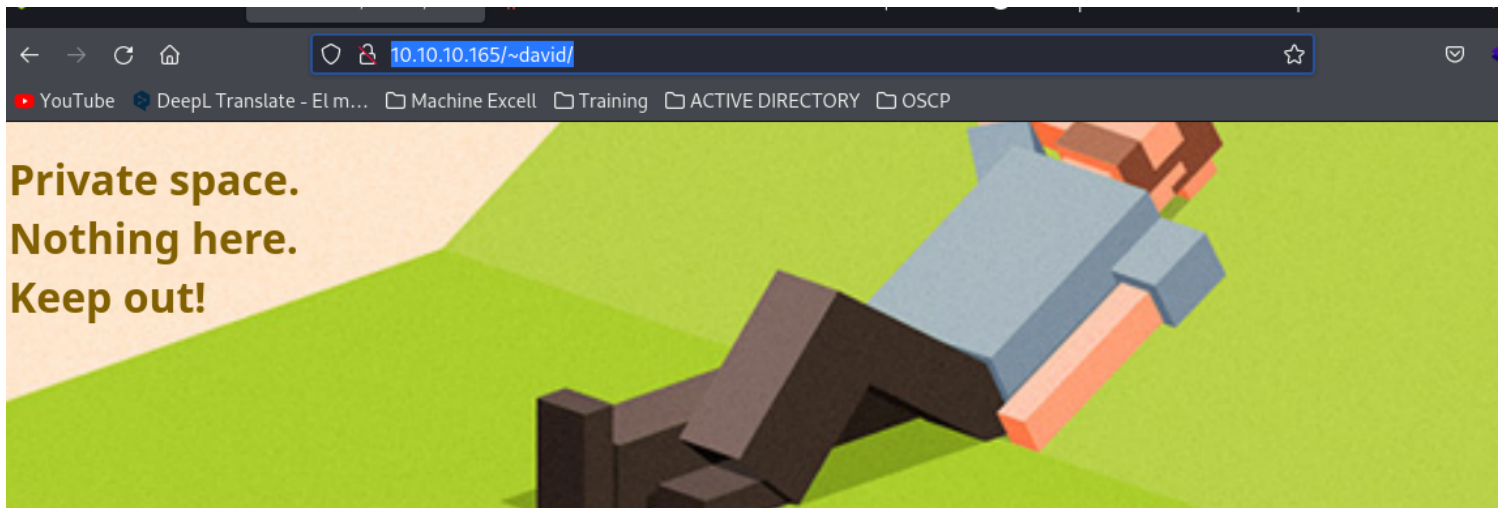 10.10.10.165/~david/
YouTube DeepL Translate - El m... Machine Excell Training ACTIVE DIRECTORY OSCP
Private space.
Nothing here.
Keep out!